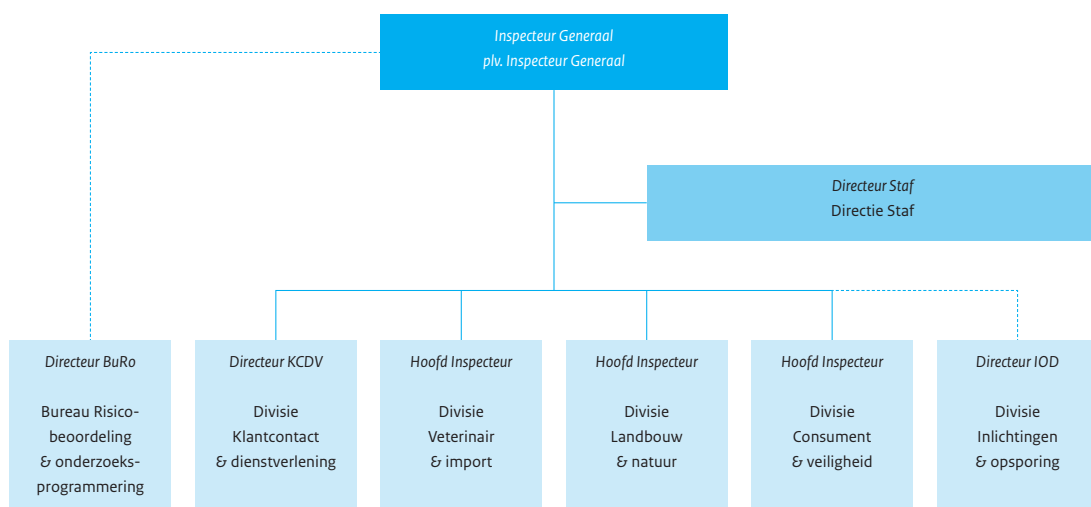 Inspecteur Generaal
plv. Inspecteur Generaal
Directeur Staf
Directie Staf
Directeur BuRo
Bureau Risico-
beoordeling
& onderzoeks-
programmering
Directeur KCDV
Divisie
Klantcontact
& dienstverlening
Hoofd Inspecteur
Divisie
Veterinair
& import
Hoofd Inspecteur
Divisie
Landbouw
& natuur
Hoofd Inspecteur
Divisie
Consument
& veiligheid
Directeur IOD
Divisie
Inlichtingen
& opsporing